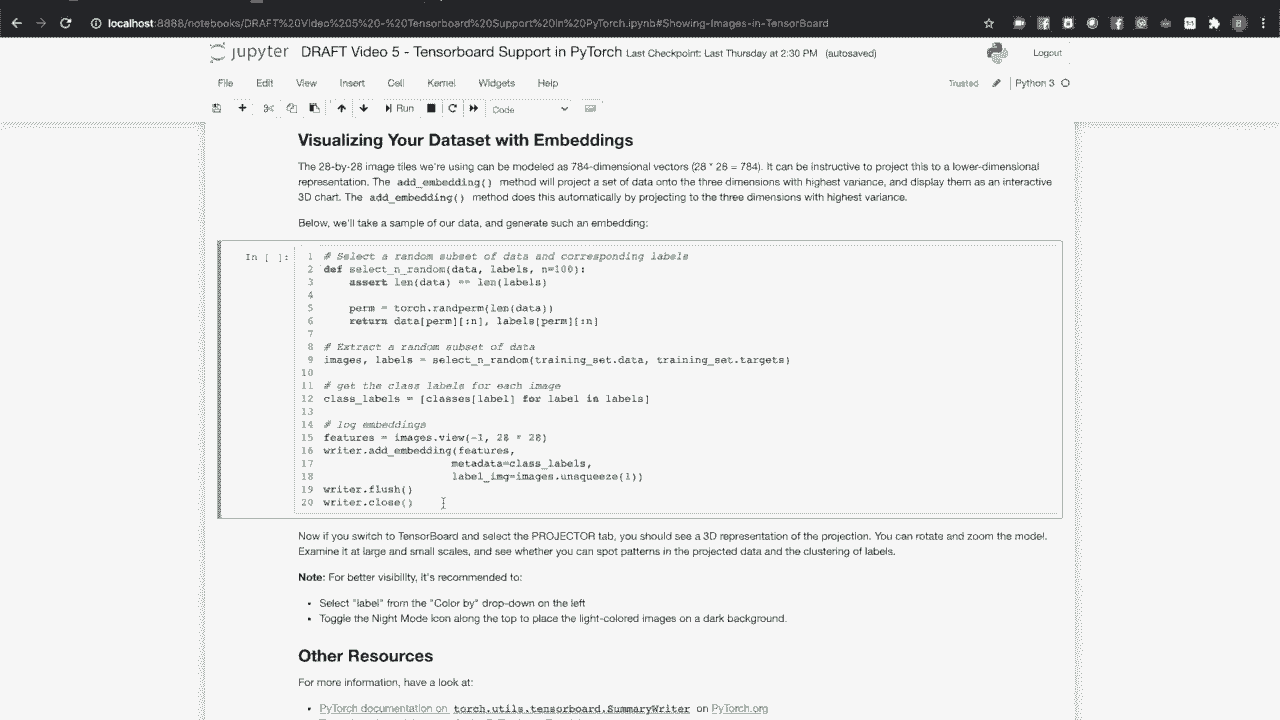 localhost:8888/notebooks/DRAFT%20Video%205%20-%20Tensorboard%20Support%20in%20PyTorch.ipynb#Showing-Images-in-TensorBoard
jupyter DRAFT Video 5 - Tensorboard Support in PyTorch Last Checkpoint: Last Thursday at 2:30 PM (autosaved) Logout
File Edit View Insert Cell Kernel Widgets Help Trusted Python 3
Run Code
Visualizing Your Dataset with Embeddings
The 28-by-28 image tiles we're using can be modeled as 784-dimensional vectors (28 * 28 = 784). It can be instructive to project this to a lower-dimensional
representation. The add_embedding() method will project a set of data onto the three dimensions with highest variance, and display them as an interactive
3D chart. The add_embedding() method does this automatically by projecting to the three dimensions with highest variance.
Below, we'll take a sample of our data, and generate such an embedding:
In [ ]: 1 # Select a random subset of data and corresponding labels
2 def select_n_random(data, labels, n=100):
3 assert len(data) == len(labels)
4
5 perm = torch.randperm(len(data))
6 return data[perm][:n], labels[perm][:n]
7
8 # Extract a random subset of data
9 images, labels = select_n_random(training_set.data, training_set.targets)
10
11 # get the class labels for each image
12 class_labels = [classes[label] for label in labels]
13
14 # log embeddings
15 features = images.view(-1, 28 * 28)
16 writer.add_embedding(features,
17 metadata=class_labels,
18 label_img=images.unsqueeze(1))
19 writer.flush()
20 writer.close()
Now if you switch to TensorBoard and select the PROJECTOR tab, you should see a 3D representation of the projection. You can rotate and zoom the model.
Examine it at large and small scales, and see whether you can spot patterns in the projected data and the clustering of labels.
Note: For better visibility, it's recommended to:
• Select "label" from the "Color by" drop-down on the left
• Toggle the Night Mode icon along the top to place the light-colored images on a dark background.
Other Resources
For more information, have a look at:
• PyTorch documentation on torch.utils.tensorboard.SummaryWriter on PyTorch.org